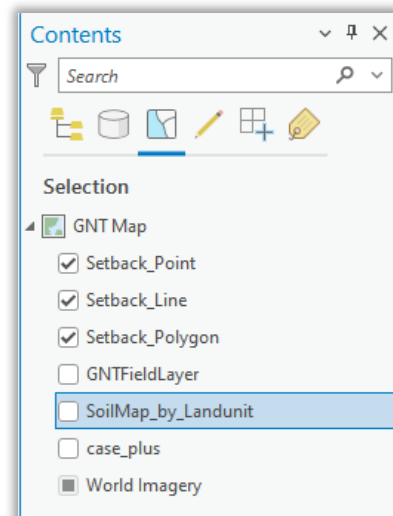 Contents
Search
Selection
GNT Map
Setback_Point
Setback_Line
Setback_Polygon
GNTFieldLayer
SoilMap_by_Landunit
case_plus
World Imagery